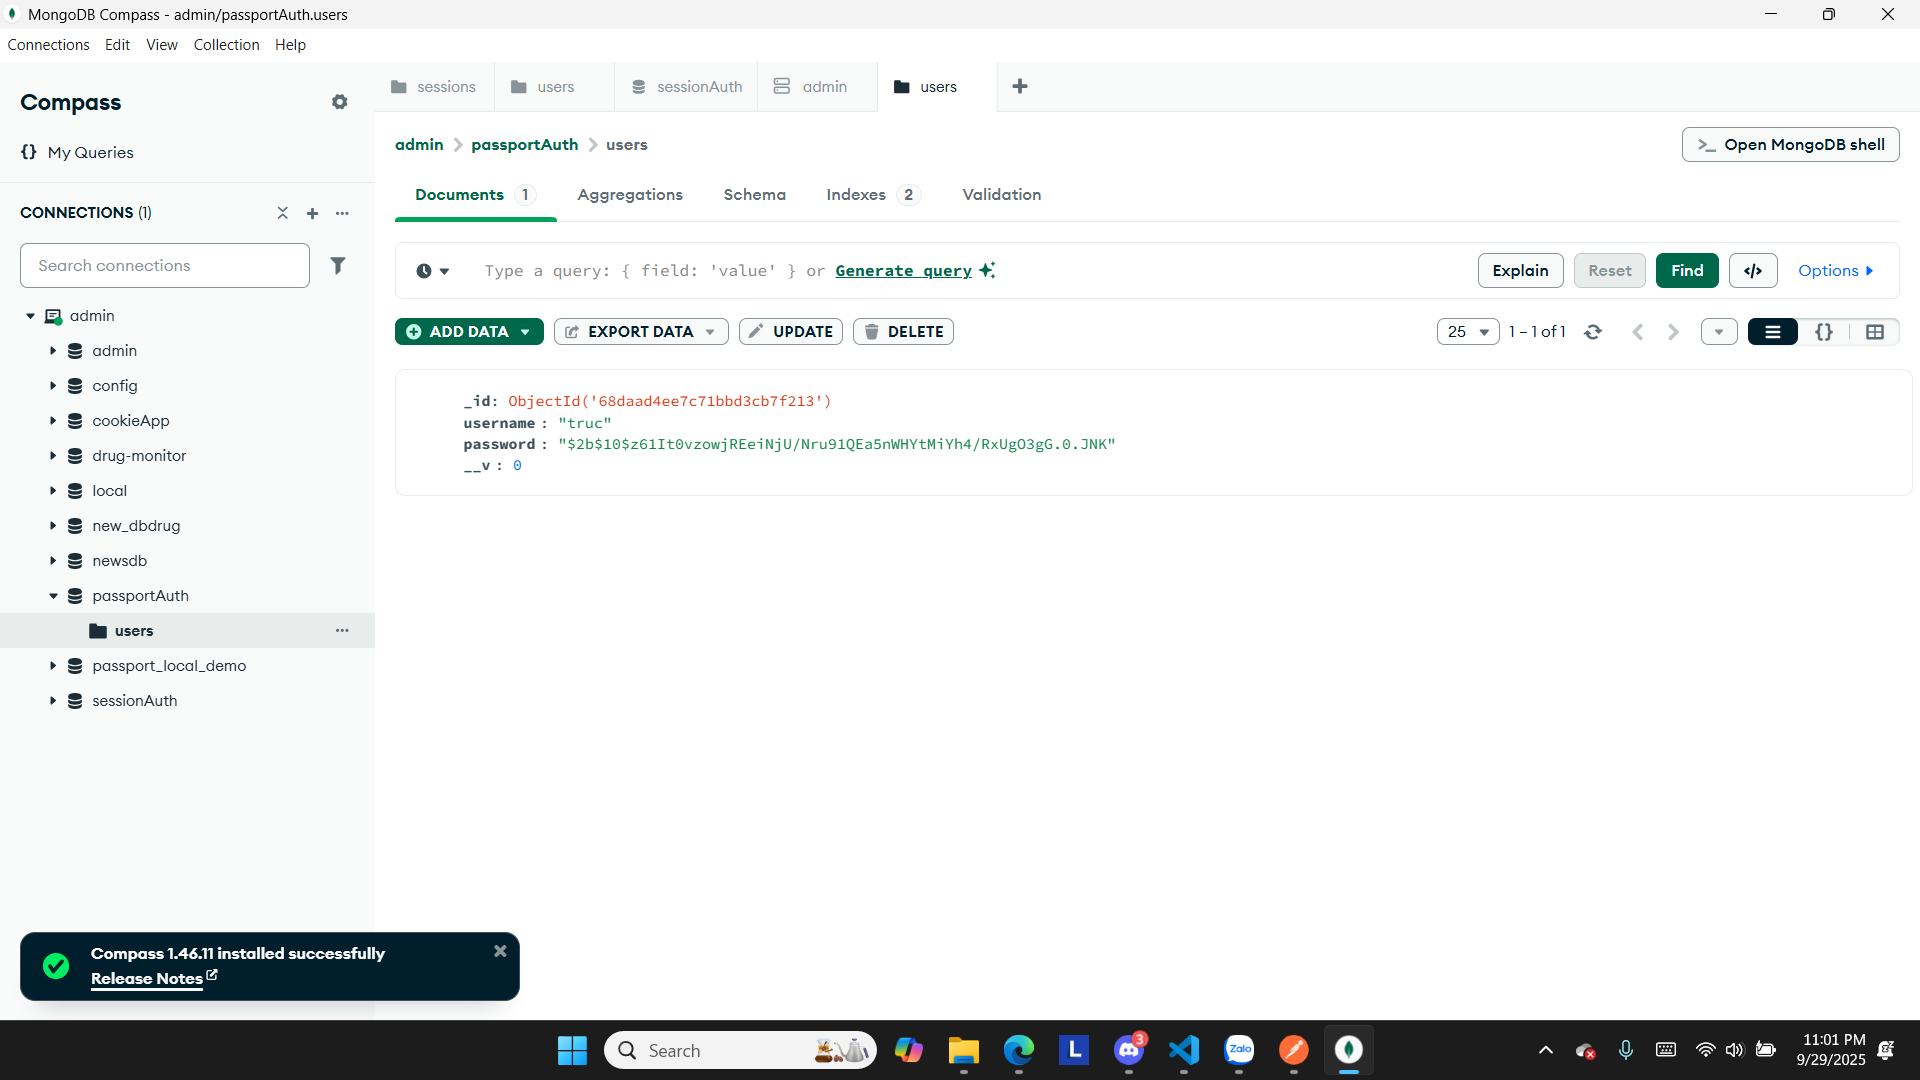 MongoDB Compass - admin/passportAuth.users
Connections Edit View Collection Help
Compass
{} My Queries
CONNECTIONS (1)
Search connections
admin
admin
config
cookieApp
drug-monitor
local
new_dbdrug
newsdb
passportAuth
users
passport_local_demo
sessionAuth
sessions users sessionAuth admin users
admin > passportAuth > users
>_ Open MongoDB shell
Documents 1 Aggregations Schema Indexes 2 Validation
Type a query: { field: 'value' } or Generate query
Explain Reset Find </> Options
ADD DATA EXPORT DATA UPDATE DELETE
25 1 – 1 of 1 {}
_id: ObjectId('68daad4ee7c71bbd3cb7f213')
username : "truc"
password : "$2b$10$z61It0vzowjREeiNjU/Nru91QEa5nWHYtMiYh4/RxUgO3gG.0.JNK"
__v : 0
Compass 1.46.11 installed successfully
Release Notes
Search
L
3
Zalo
11:01 PM
9/29/2025